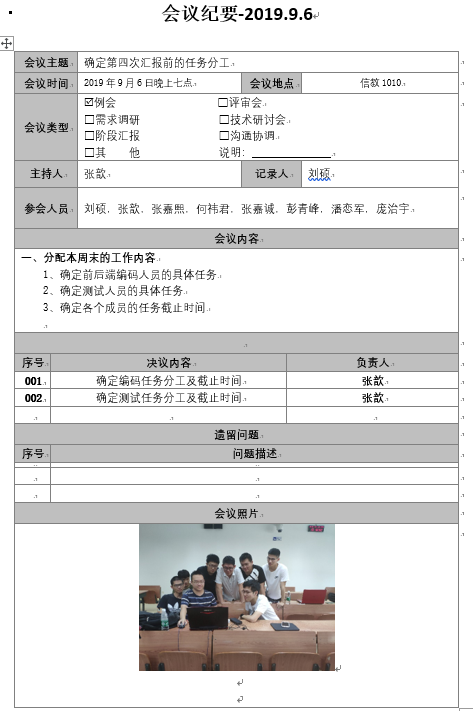 会议纪要-2019.9.6
会议主题 确定第四次汇报前的任务分工
会议时间 2019年9月6日晚上七点 会议地点 信教1010
会议类型 ☑例会 □评审会
□需求调研 □技术研讨会
□阶段汇报 □沟通协调
□其 他 说明:
主持人 张歆 记录人 刘硕
参会人员 刘硕,张歆,张嘉熙,何祎君,张嘉诚,彭青峰,潘恋军,庞治宇
会议内容
一、分配本周末的工作内容
1、确定前后端编码人员的具体任务
2、确定测试人员的具体任务
3、确定各个成员的任务截止时间
序号 决议内容 负责人
001 确定编码任务分工及截止时间 张歆
002 确定测试任务分工及截止时间 张歆
遗留问题
序号 问题描述
会议照片